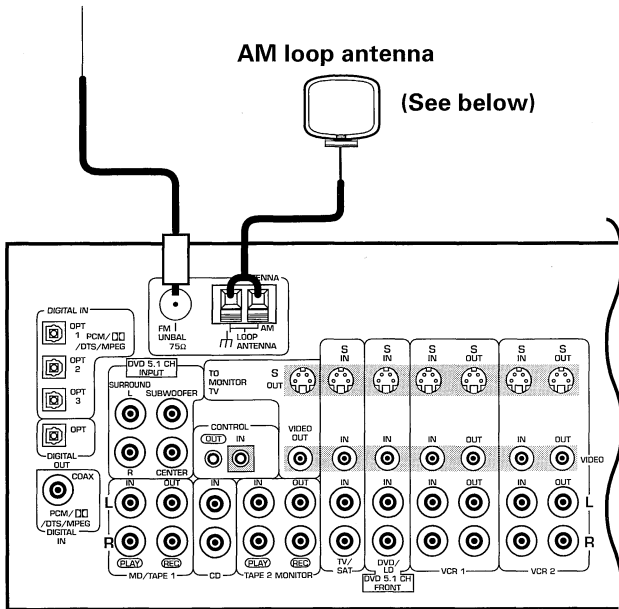 AM loop antenna
(See below)
ENNA
DIGITAL IN
OPT
1
PCM/
/DTS/MPEG
OPT
2
OPT
3
OPT
DIGITAL
OUT
COAX
PCM/
/DTS/MPEG
DIGITAL
IN
FM
UNBAL
75Ω
AM
LOOP
ANTENNA
DVD 5.1 CH
INPUT
SURROUND
L
SUBWOOFER
R
CENTER
TO
MONITOR
TV
S
OUT
CONTROL
OUT
IN
VIDEO
OUT
S
IN
S
IN
S
IN
S
OUT
S
IN
S
OUT
IN
IN
IN
OUT
IN
OUT
VIDEO
IN
OUT
IN
IN
OUT
IN
IN
IN
OUT
IN
OUT
L
L
R
R
PLAY
REC
PLAY
REC
MD/TAPE 1
CD
TAPE 2 MONITOR
TV/
SAT
DVD/
LD
DVD 5.1 CH
FRONT
VCR 1
VCR 2